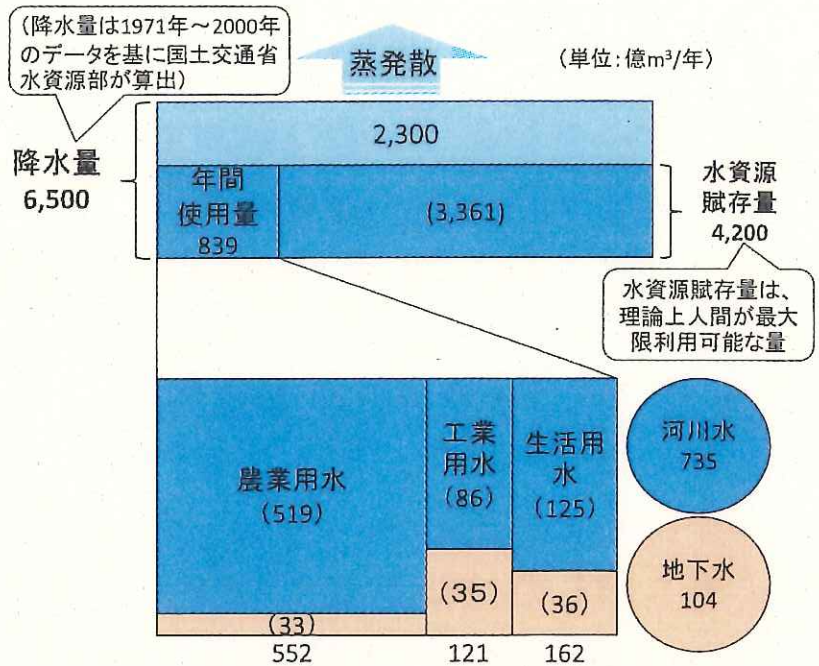 (降水量は1971年～2000年
のデータを基に国土交通省
水資源部が算出)
蒸発散
(単位:億m³/年)
2,300
降水量
6,500
年間
使用量
839
(3,361)
水資源
賦存量
4,200
水資源賦存量は、
理論上人間が最大
限利用可能な量
農業用水
(519)
工業
用水
(86)
生活用
水
(125)
河川水
735
(33)
(35)
(36)
地下水
104
552
121
162